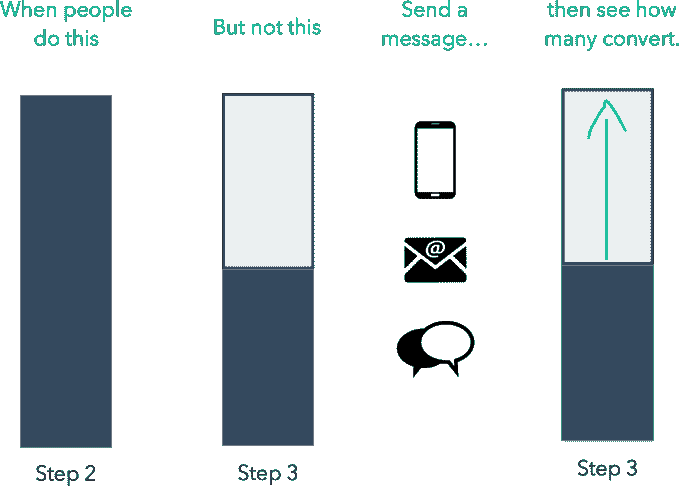 When people
do this
But not this
Send a
message…
then see how
many convert.
@
Step 2
Step 3
Step 3